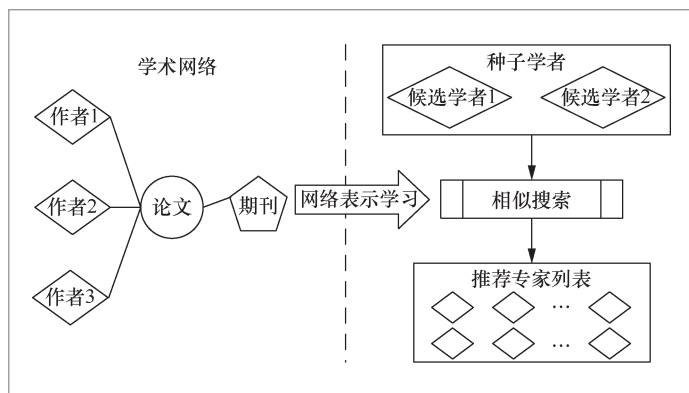 学术网络
作者1
作者2
作者3
论文
期刊
网络表示学习
种子学者
候选学者1
候选学者2
相似搜索
推荐专家列表
…
…